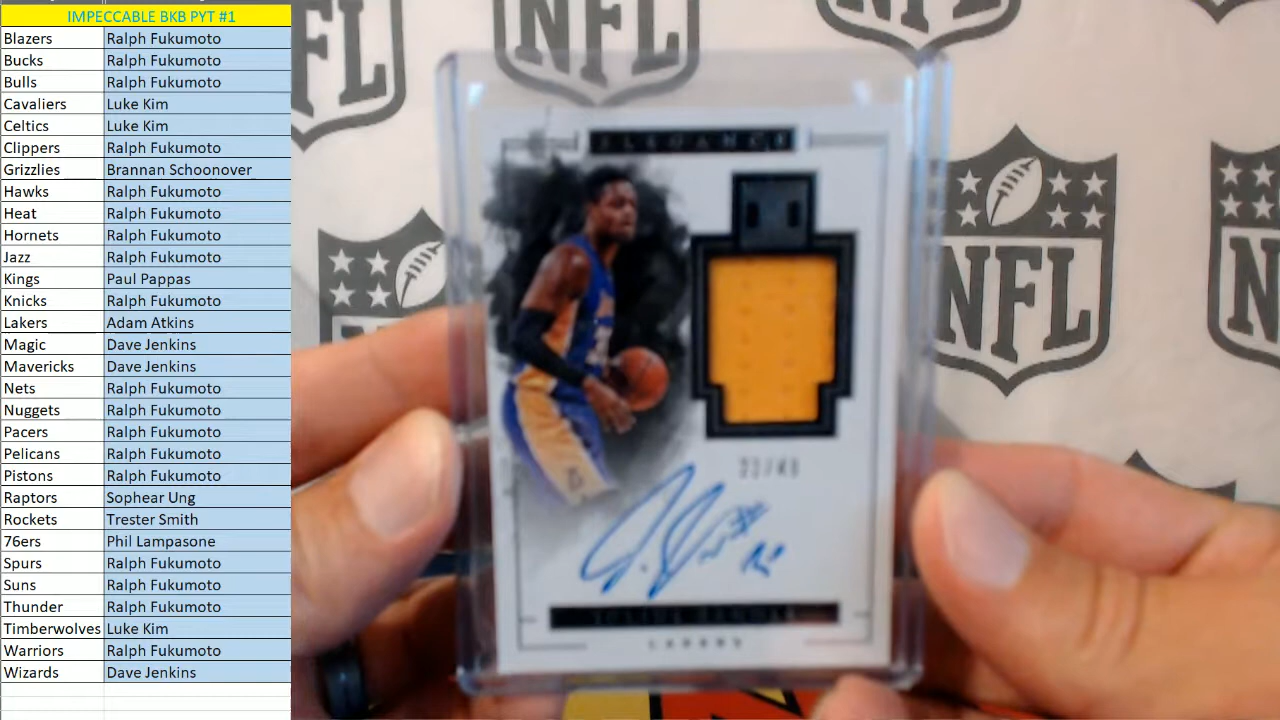 IMPECCABLE BKB PYT #1
Blazers Ralph Fukumoto
Bucks Ralph Fukumoto
Bulls Ralph Fukumoto
Cavaliers Luke Kim
Celtics Luke Kim
Clippers Ralph Fukumoto
Grizzlies Brannan Schoonover
Hawks Ralph Fukumoto
Heat Ralph Fukumoto
Hornets Ralph Fukumoto
Jazz Ralph Fukumoto
Kings Paul Pappas
Knicks Ralph Fukumoto
Lakers Adam Atkins
Magic Dave Jenkins
Mavericks Dave Jenkins
Nets Ralph Fukumoto
Nuggets Ralph Fukumoto
Pacers Ralph Fukumoto
Pelicans Ralph Fukumoto
Pistons Ralph Fukumoto
Raptors Sophear Ung
Rockets Trester Smith
76ers Phil Lampasone
Spurs Ralph Fukumoto
Suns Ralph Fukumoto
Thunder Ralph Fukumoto
Timberwolves Luke Kim
Warriors Ralph Fukumoto
Wizards Dave Jenkins
ELEGANCE
LAKERS
NFL
NFL